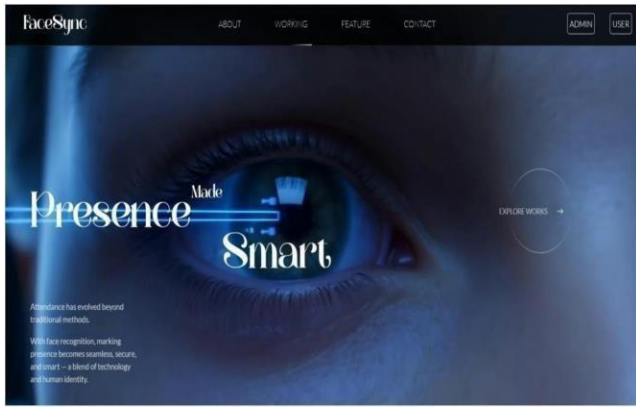 FaceSync
ABOUT WORKING FEATURE CONTACT
ADMIN USER
Presence Made
Smart
EXPLORE WORKS →
Attendance has evolved beyond
traditional methods.
With face recognition, marking
presence becomes seamless, secure,
and smart – a blend of technology
and human identity.